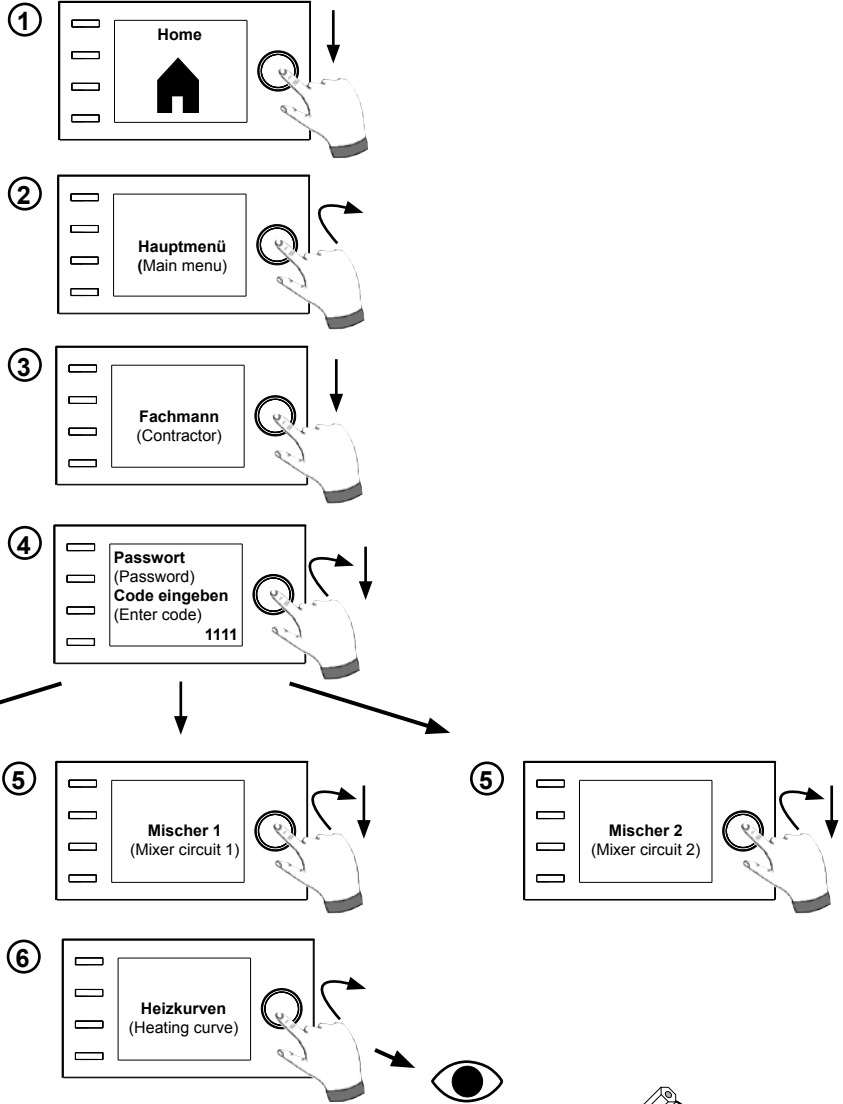 1
Home
2
Hauptmenü
(Main menu)
3
Fachmann
(Contractor)
4
Passwort
(Password)
Code eingeben
(Enter code)
1111
5
Mischer 1
(Mixer circuit 1)
5
Mischer 2
(Mixer circuit 2)
6
Heizkurven
(Heating curve)